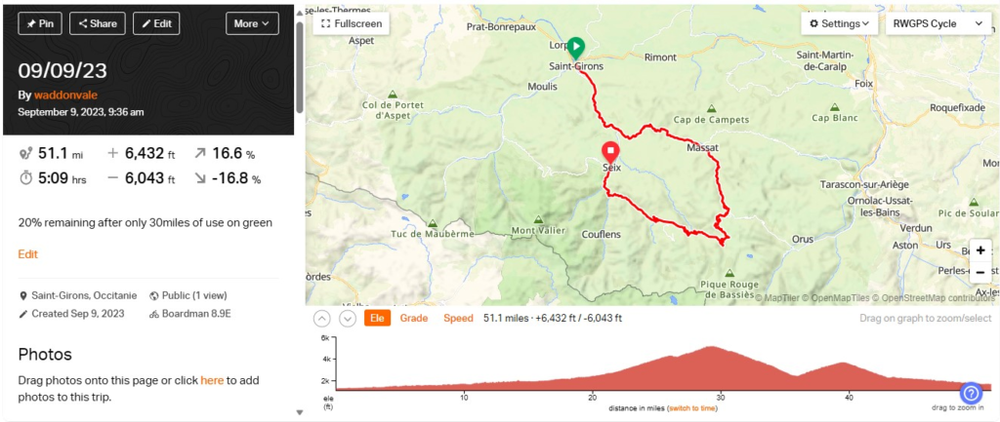 Pin
Share
Edit
More
09/09/23
By waddonvale
September 9, 2023, 9:36 am
51.1 mi
+ 6,432 ft
16.6 %
5:09 hrs
− 6,043 ft
-16.8 %
20% remaining after only 30miles of use on green
Edit
Saint-Girons, Occitanie
Public (1 view)
Created Sep 9, 2023
Boardman 8.9E
Photos
Drag photos onto this page or click here to add
photos to this trip.
Fullscreen
Settings
RWGPS Cycle
se-les-Thermes
Aspet
Prat-Bonrepaux
Lorp
Saint-Girons
Rimont
Moulis
Saint-Martin-
de-Caralp
Foix
Roquefixade
Col de Portet
d'Aspet
Cap de Campets
Cap Blanc
Massat
Seix
Tarascon-sur-Ariège
Ornolac-Ussat-
les-Bains
Verdun
Pic de Soular
Tuc de Maubèrme
Mont Valier
Couflens
Orus
Aston
Urs
Pique Rouge
de Bassiès
© MapTiler © OpenMapTiles © OpenStreetMap contributors
+
−
Ele
Grade
Speed
51.1 miles · +6,432 ft / -6,043 ft
Drag on graph to zoom/select
6k
4k
2k
ele
(ft)
10
20
30
40
distance in miles (switch to time)
drag to zoom in
?